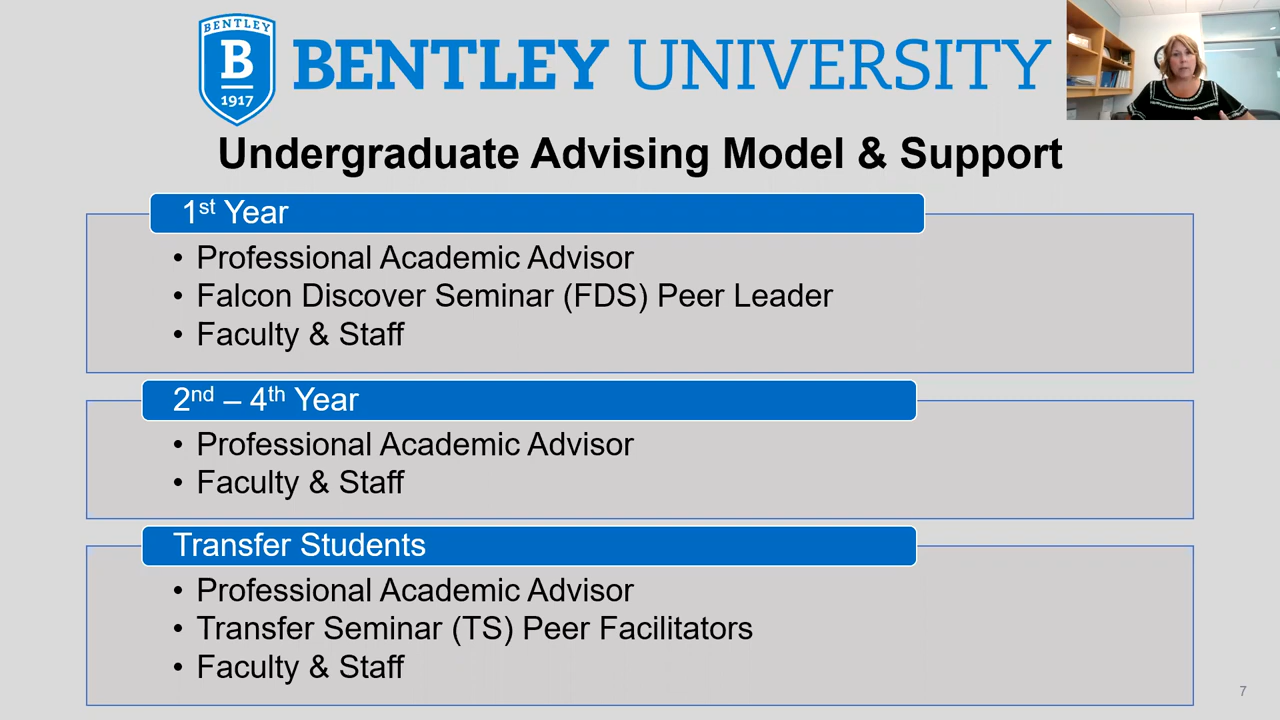 BENTLEY
B
1917
BENTLEY UNIVERSITY
Undergraduate Advising Model & Support
1st Year
• Professional Academic Advisor
• Falcon Discover Seminar (FDS) Peer Leader
• Faculty & Staff
2nd – 4th Year
• Professional Academic Advisor
• Faculty & Staff
Transfer Students
• Professional Academic Advisor
• Transfer Seminar (TS) Peer Facilitators
• Faculty & Staff
7